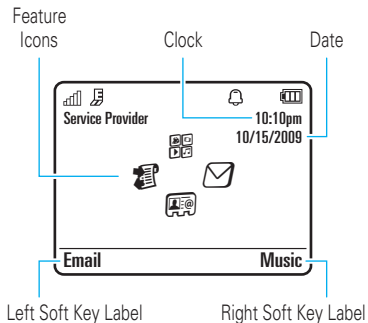 Feature
Icons
Clock
Date
Service Provider
10:10pm
10/15/2009
Email
Music
Left Soft Key Label
Right Soft Key Label